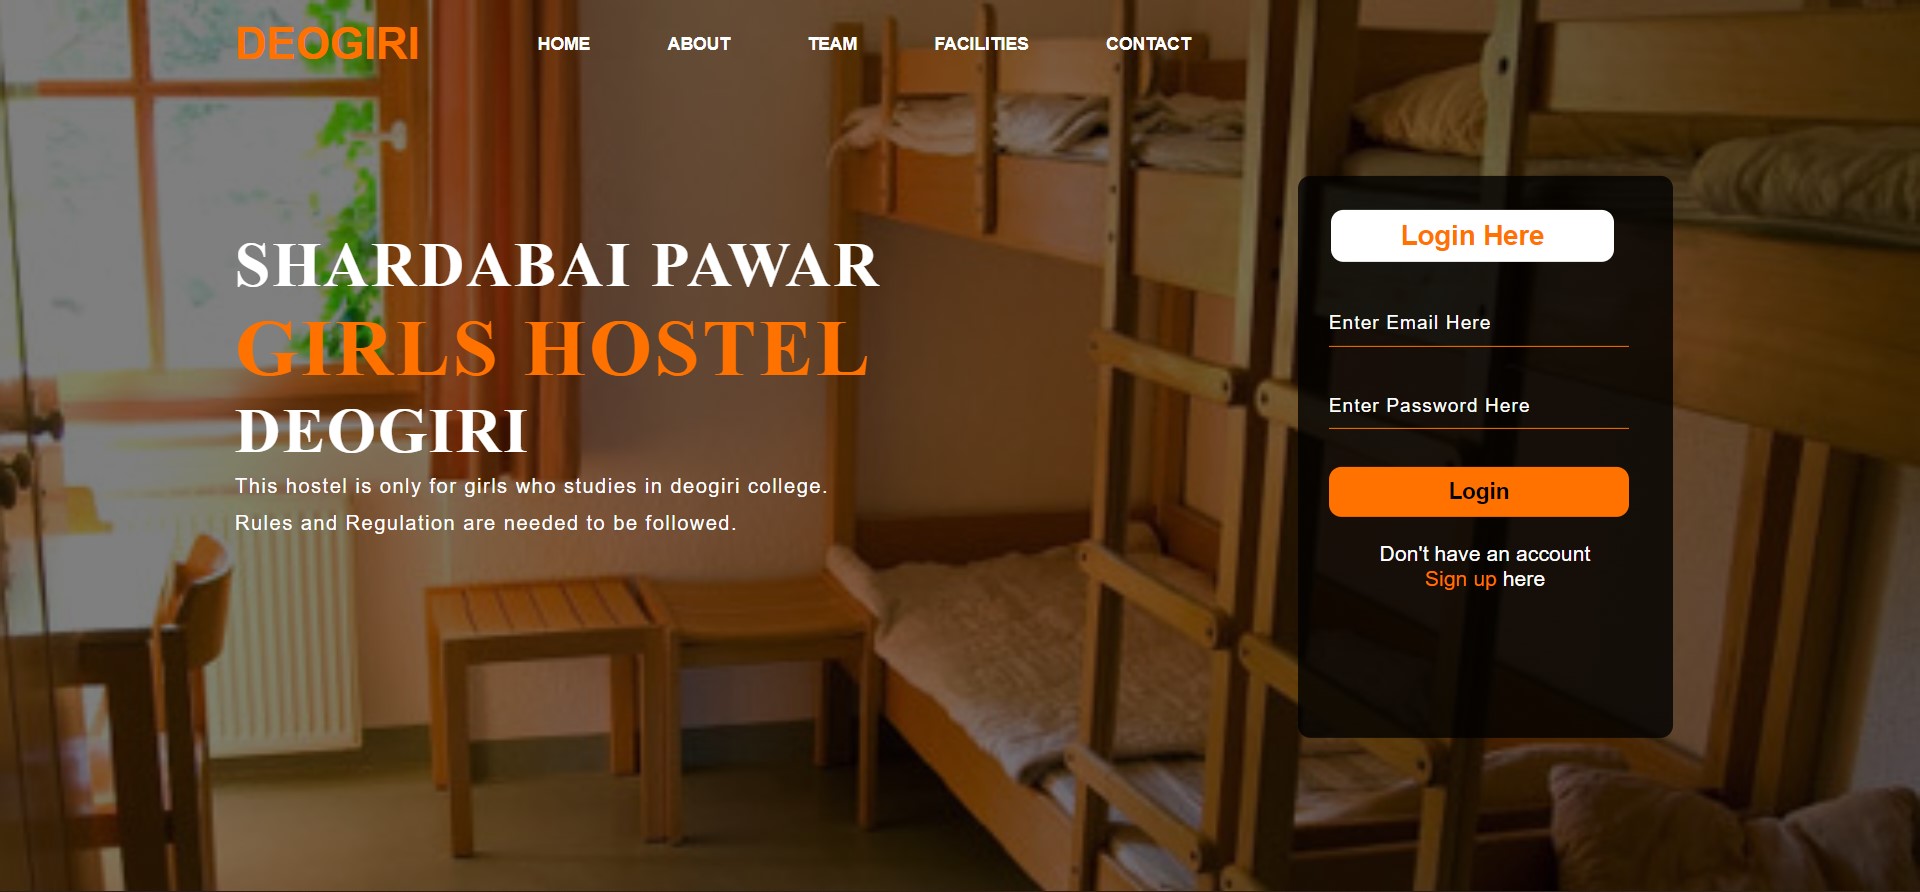 DEOGIRI
HOME ABOUT TEAM FACILITIES CONTACT
SHARDABAI PAWAR
GIRLS HOSTEL
DEOGIRI
This hostel is only for girls who studies in deogiri college.
Rules and Regulation are needed to be followed.
Login Here
Enter Email Here
Enter Password Here
Login
Don't have an account
Sign up here